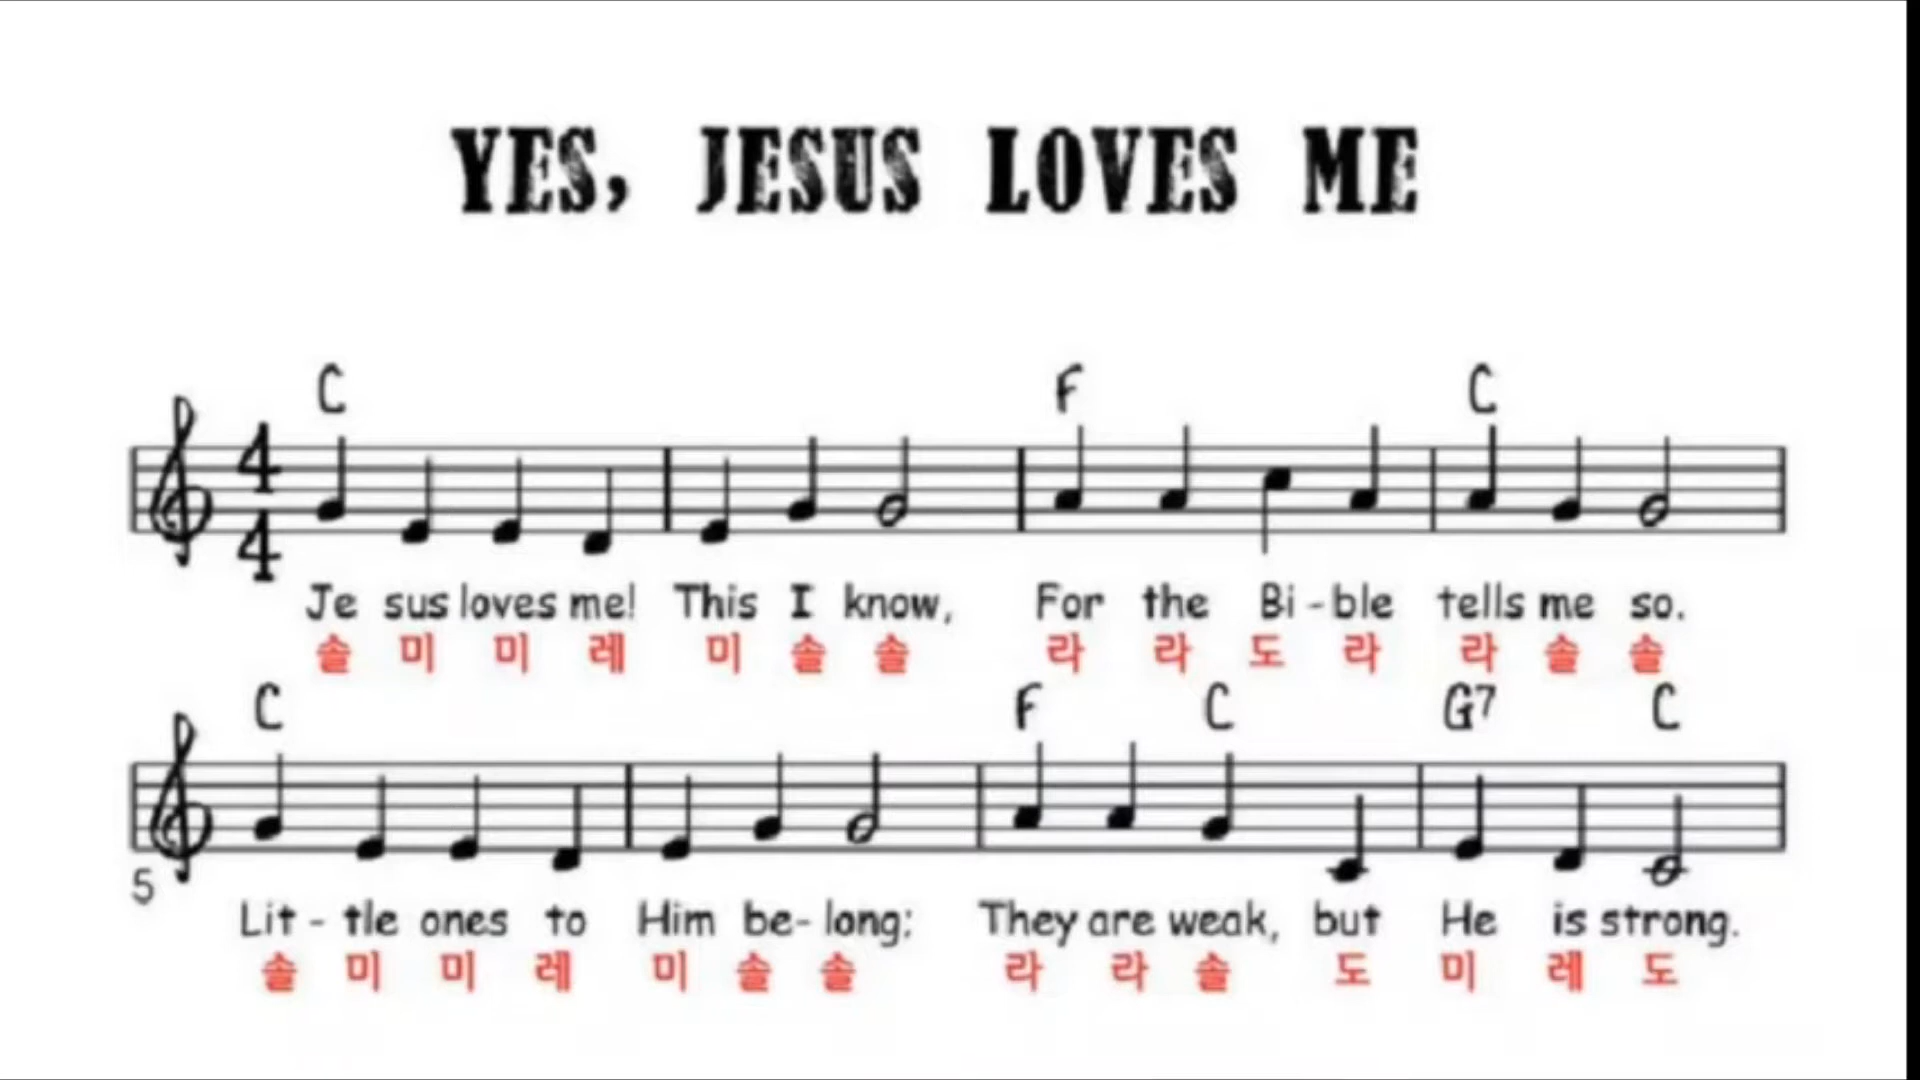 YES, JESUS LOVES ME
C F C
4
4
Je sus loves me! This I know, For the Bi - ble tells me so.
솔 미 미 레 미 솔 솔 라 라 도 라 라 솔 솔
C F C G7 C
5
Lit - tle ones to Him be - long; They are weak, but He is strong.
솔 미 미 레 미 솔 솔 라 라 솔 도 미 레 도